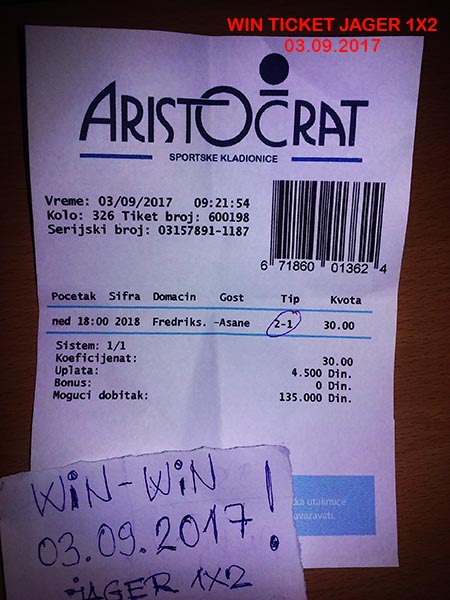 WIN TICKET JAGER 1X2
03.09.2017
ARISTOCRAT
SPORTSKE KLADIONICE
Vreme: 03/09/2017 09:21:54
Kolo: 326 Tiket broj: 600198
Serijski broj: 03157891-1187
6 71860 01362 4
Pocetak Sifra Domacin Gost Tip Kvota
ned 18:00 2018 Fredriks. -Asane 2-1 30.00
Sistem: 1/1
Koeficijenat: 30.00
Uplata: 4.500 Din.
Bonus: 0 Din.
Moguci dobitak: 135.000 Din.
utakmice
uvazavati.
WiN-WiN !
03.09.2017
JAGER 1X2